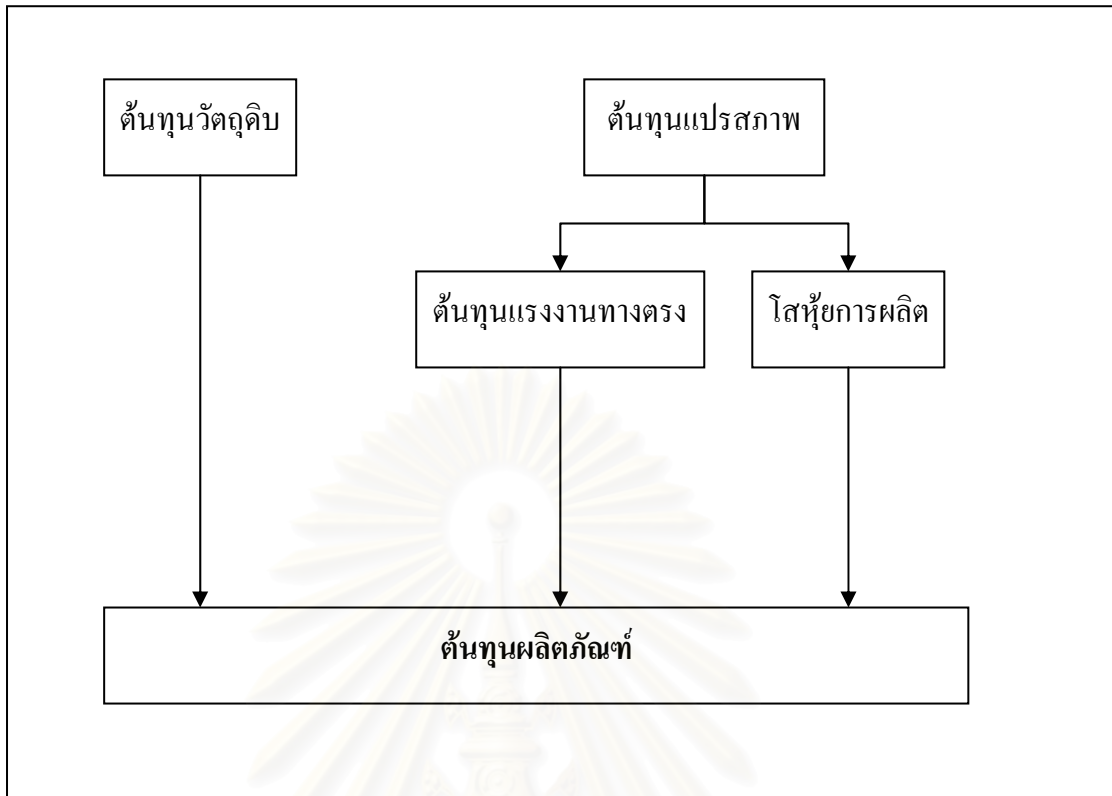 ต้นทุนวัตถุดิบ
ต้นทุนแปรสภาพ
ต้นทุนแรงงานทางตรง
โสหุ้ยการผลิต
ต้นทุนผลิตภัณฑ์